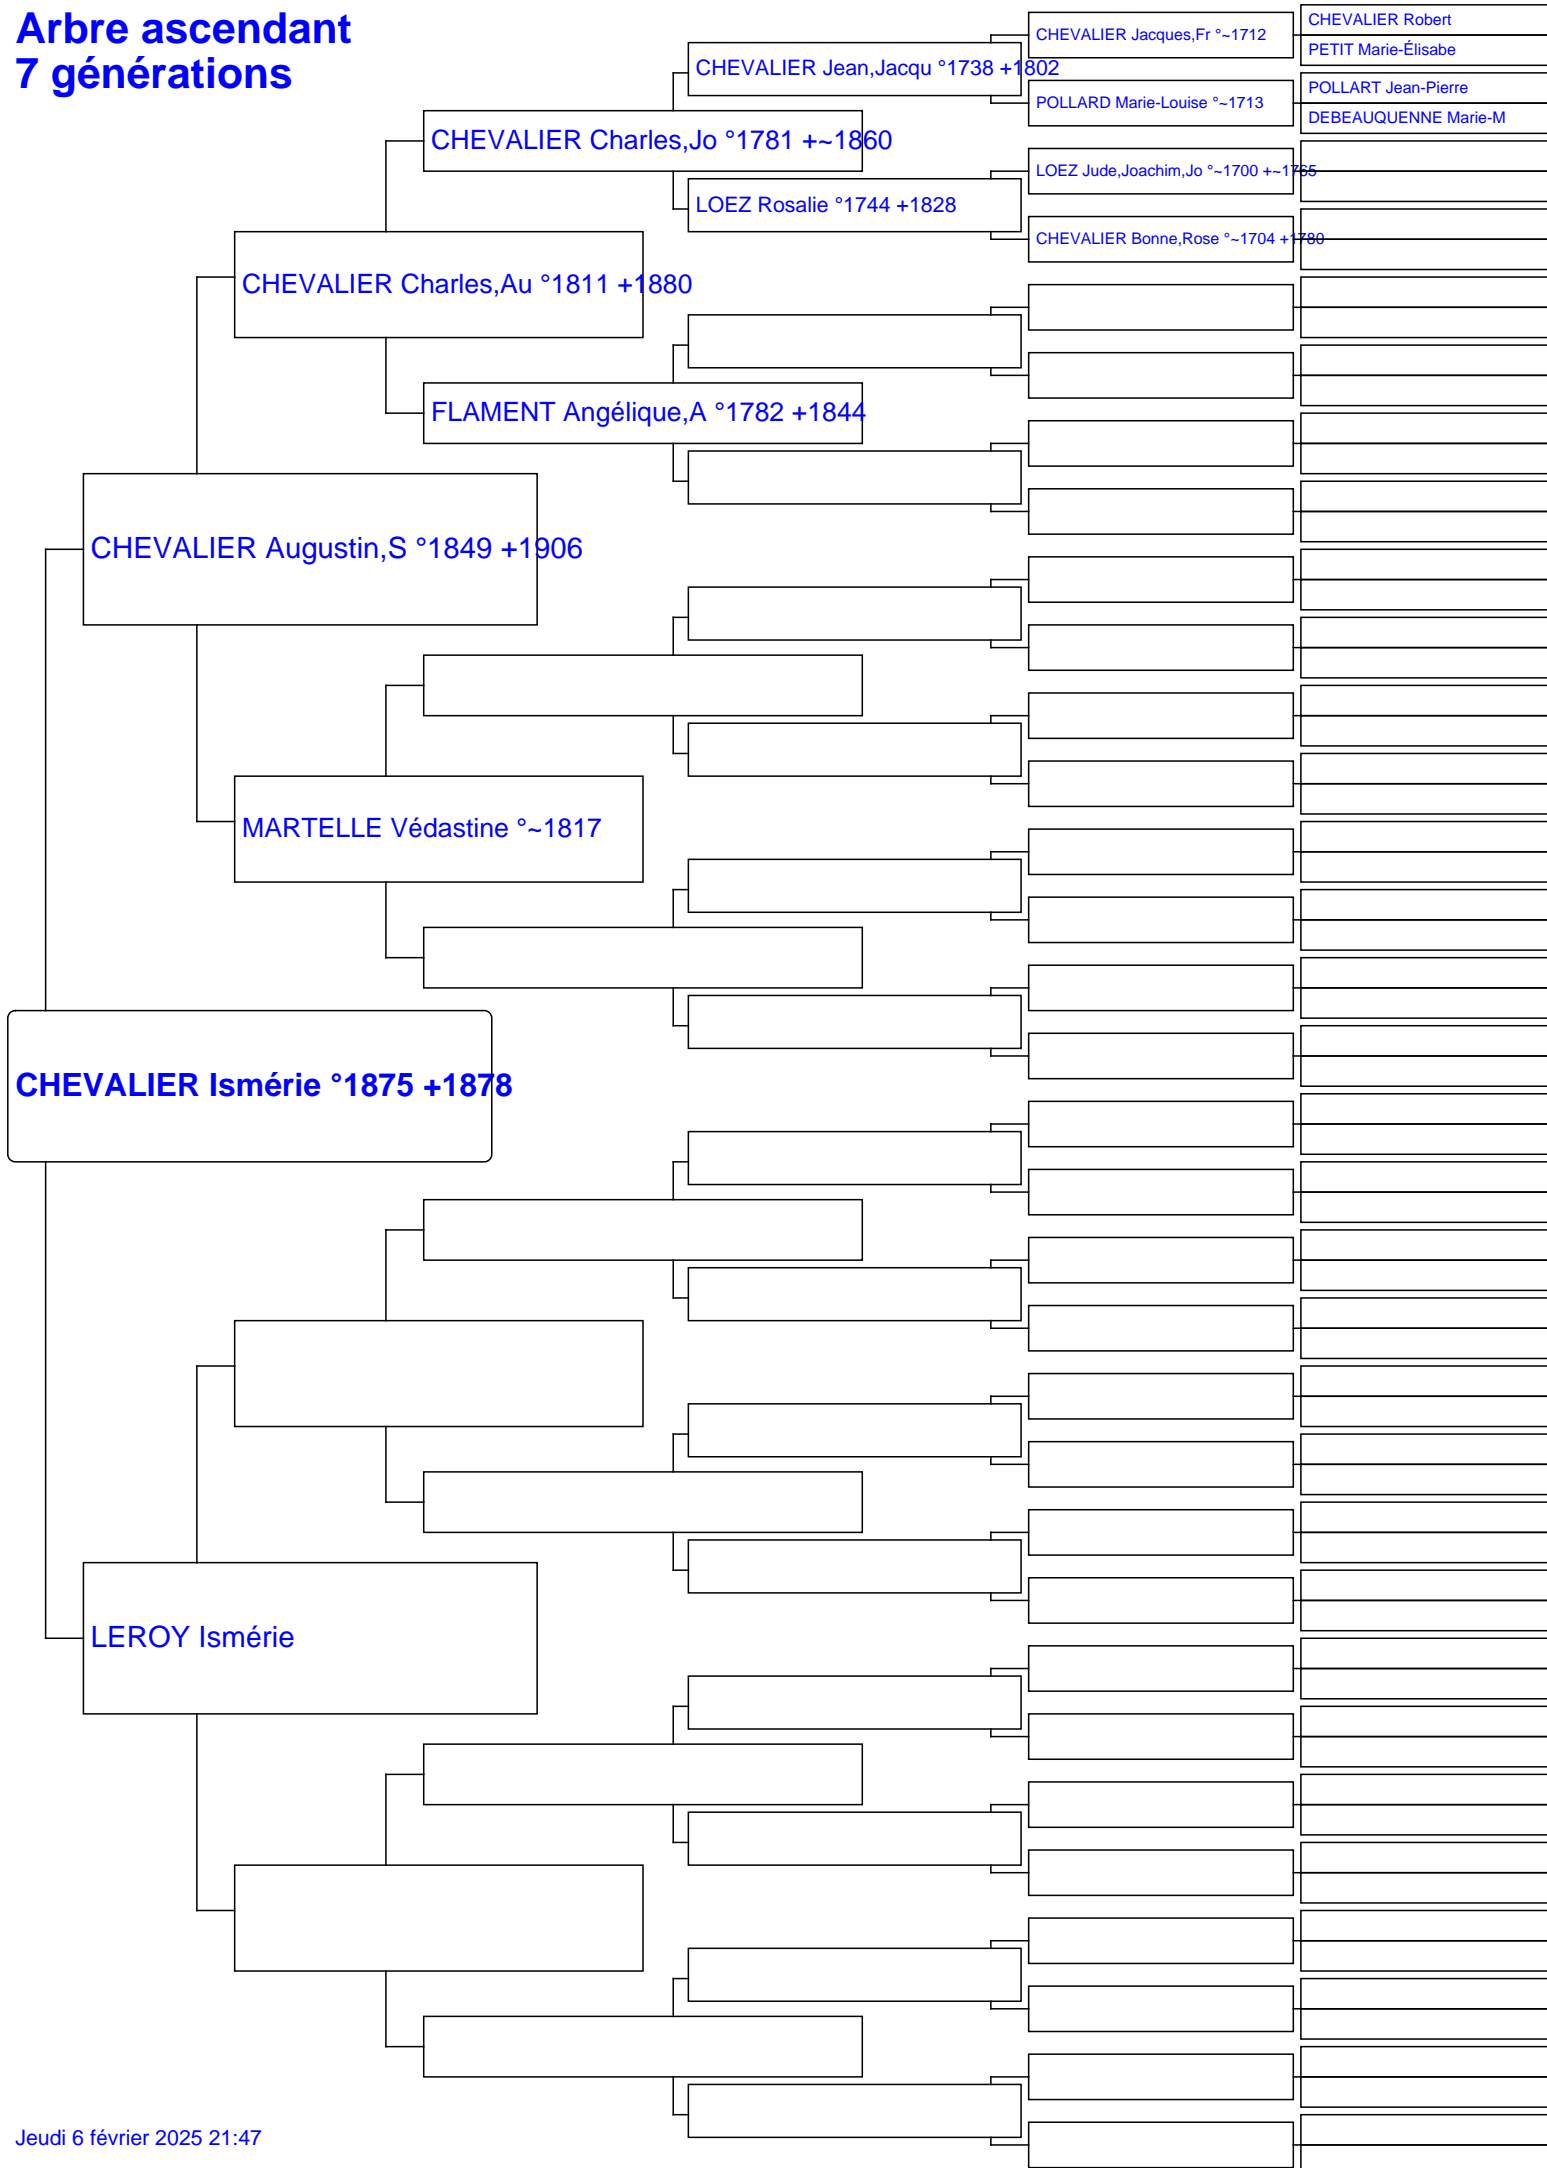 Arbre ascendant
7 générations
CHEVALIER Robert
CHEVALIER Jacques,Fr °~1712
PETIT Marie-Élisabe
CHEVALIER Jean,Jacqu °1738 +1802
POLLART Jean-Pierre
POLLARD Marie-Louise °~1713
DEBEAUQUENNE Marie-M
CHEVALIER Charles,Jo °1781 +~1860
LOEZ Jude,Joachim,Jo °~1700 +~1765
LOEZ Rosalie °1744 +1828
CHEVALIER Bonne,Rose °~1704 +1780
CHEVALIER Charles,Au °1811 +1880
FLAMENT Angélique,A °1782 +1844
CHEVALIER Augustin,S °1849 +1906
MARTELLE Védastine °~1817
CHEVALIER Ismérie °1875 +1878
LEROY Ismérie
Jeudi 6 février 2025 21:47